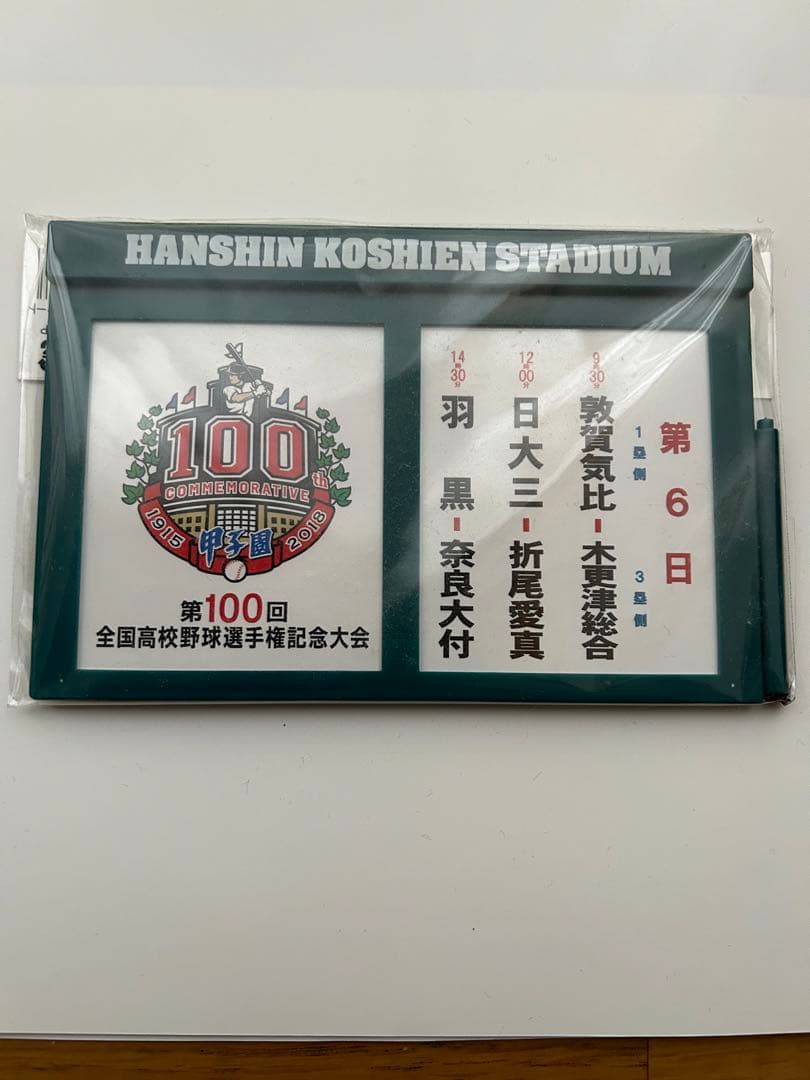 HANSHIN KOSHIEN STADIUM
100th
COMMEMORATIVE
1915 甲子園 2018
第100回
全国高校野球選手権記念大会
第6日
1塁側 3塁側
9時30分 敦賀気比-木更津総合
12時00分 日大三-折尾愛真
14時30分 羽黒-奈良大付